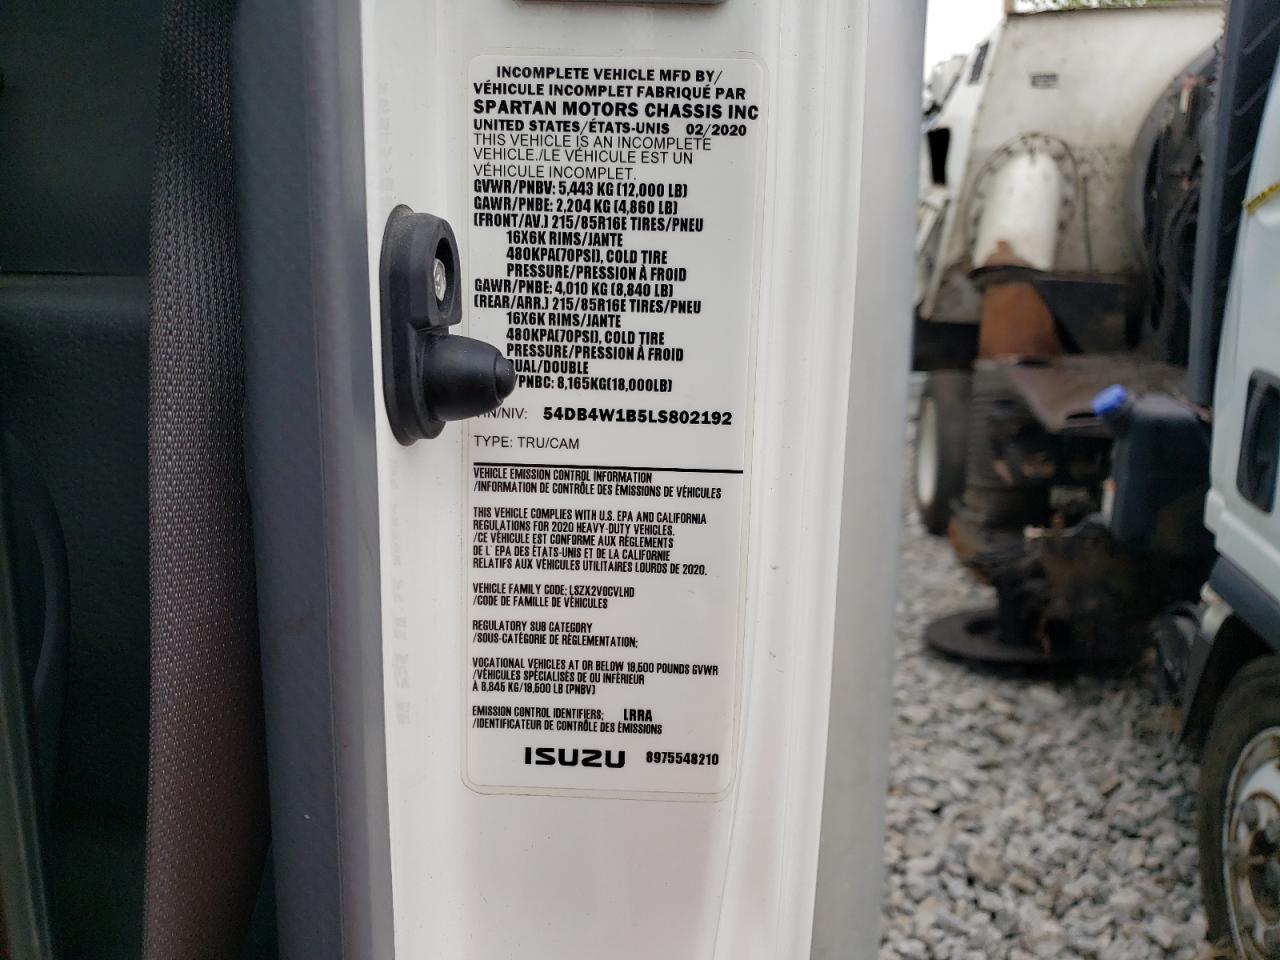 INCOMPLETE VEHICLE MFD BY/
VÉHICULE INCOMPLET FABRIQUÉ PAR
SPARTAN MOTORS CHASSIS INC
UNITED STATES/ÉTATS-UNIS 02/2020
THIS VEHICLE IS AN INCOMPLETE
VEHICLE./LE VÉHICULE EST UN
VÉHICULE INCOMPLET.
GVWR/PNBV: 5,443 KG (12,000 LB)
GAWR/PNBE: 2,204 KG (4,860 LB)
(FRONT/AV.) 215/85R16E TIRES/PNEU
16X6K RIMS/JANTE
480KPA(70PSI), COLD TIRE
PRESSURE/PRESSION À FROID
GAWR/PNBE: 4,010 KG (8,840 LB)
(REAR/ARR.) 215/85R16E TIRES/PNEU
16X6K RIMS/JANTE
480KPA(70PSI), COLD TIRE
PRESSURE/PRESSION À FROID
UAL/DOUBLE
/PNBC: 8,165KG(18,000LB)
/NIV: 54DB4W1B5LS802192
TYPE: TRU/CAM
VEHICLE EMISSION CONTROL INFORMATION
/INFORMATION DE CONTRÔLE DES ÉMISSIONS DE VÉHICULES
THIS VEHICLE COMPLIES WITH U.S. EPA AND CALIFORNIA
REGULATIONS FOR 2020 HEAVY-DUTY VEHICLES.
/CE VÉHICULE EST CONFORME AUX RÈGLEMENTS
DE L' EPA DES ÉTATS-UNIS ET DE LA CALIFORNIE
RELATIFS AUX VÉHICULES UTILITAIRES LOURDS DE 2020.
VEHICLE FAMILY CODE: LSZX2VOCVLHD
/CODE DE FAMILLE DE VÉHICULES
REGULATORY SUB CATEGORY
/SOUS-CATÉGORIE DE RÉGLEMENTATION:
VOCATIONAL VEHICLES AT OR BELOW 19,500 POUNDS GVWR
/VÉHICULES SPÉCIALISÉS DE OU INFÉRIEUR
À 8,845 KG/19,500 LB (PNBV)
EMISSION CONTROL IDENTIFIERS: LRRA
/IDENTIFICATEUR DE CONTRÔLE DES ÉMISSIONS
ISUZU 8975548210